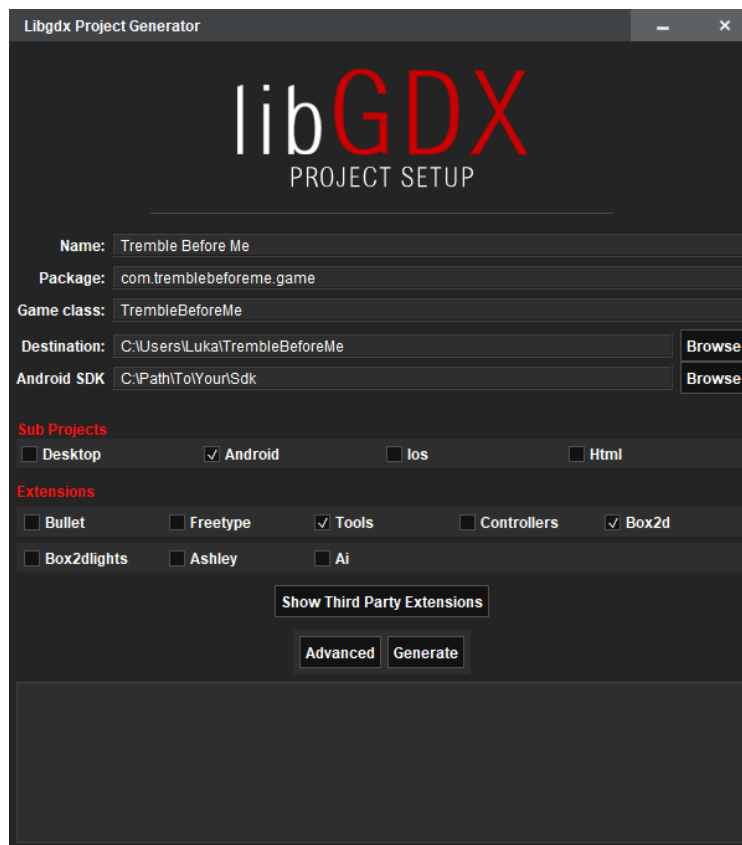 Libgdx Project Generator
libGDX
PROJECT SETUP
Name: Tremble Before Me
Package: com.tremblebeforeme.game
Game class: TrembleBeforeMe
Destination: C:\Users\Luka\TrembleBeforeMe Browse
Android SDK C:\Path\To\Your\Sdk Browse
Sub Projects
Desktop Android Ios Html
Extensions
Bullet Freetype Tools Controllers Box2d
Box2dlights Ashley Ai
Show Third Party Extensions
Advanced Generate